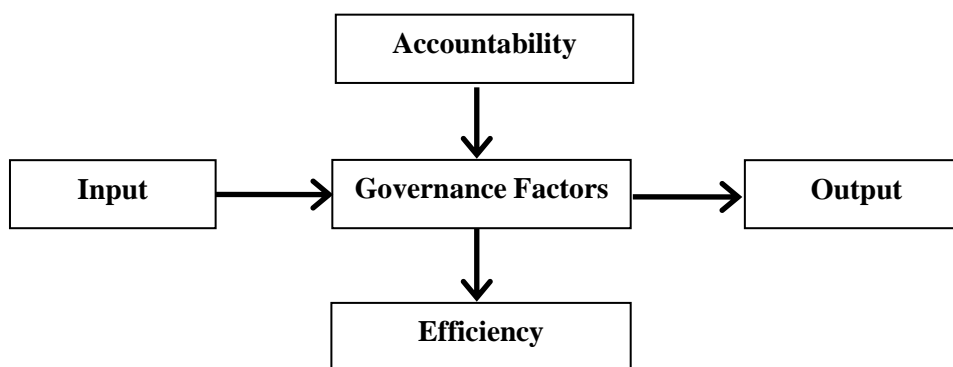 Accountability
Input
Governance Factors
Output
Efficiency